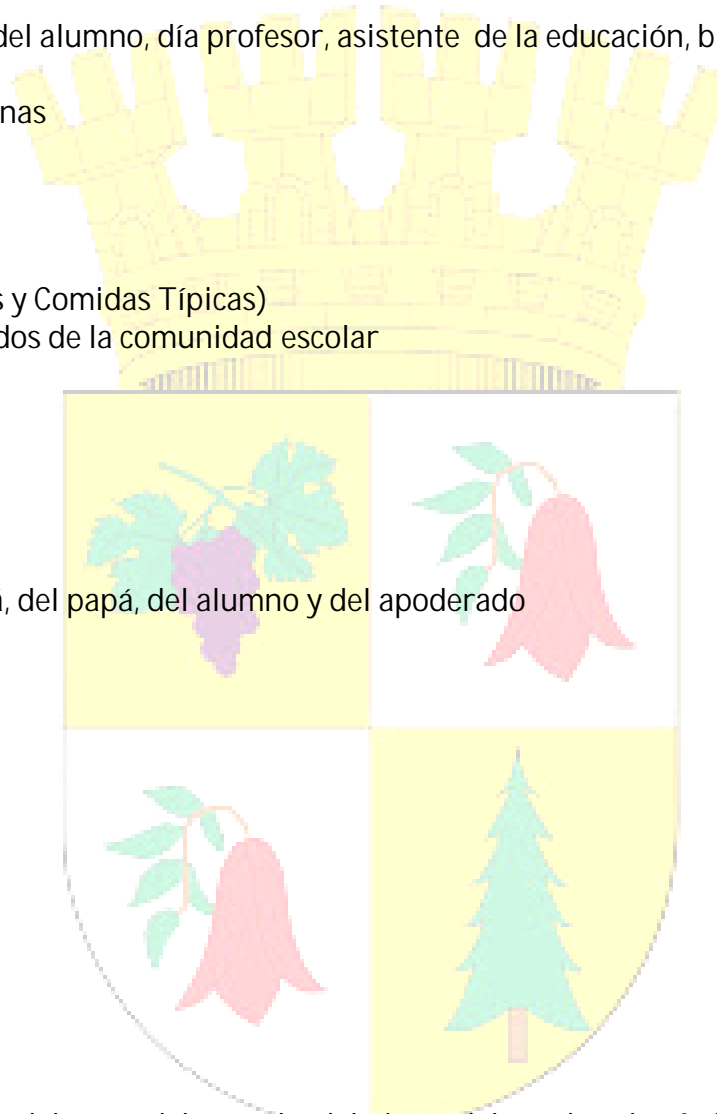 del alumno, día profesor, asistente de la educación, b
nas
s y Comidas Típicas)
dos de la comunidad escolar
, del papá, del alumno y del apoderado